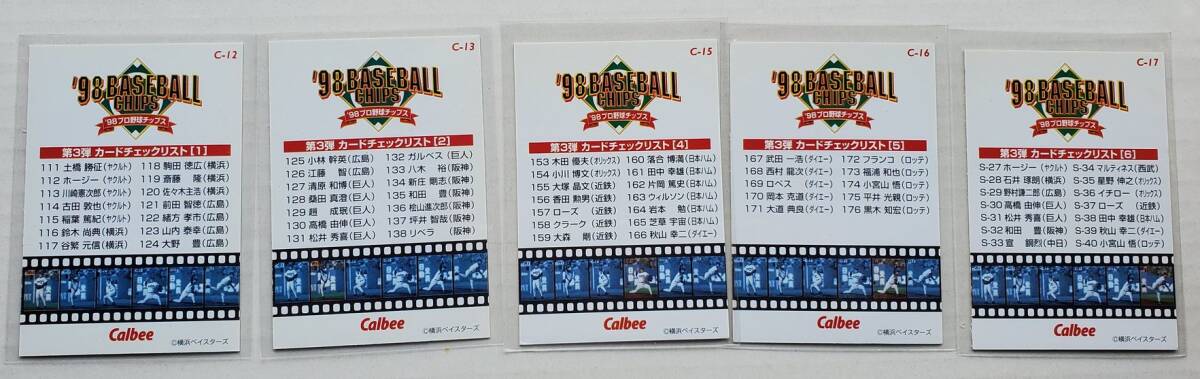 C-12
'98 BASEBALL
CHIPS
'98プロ野球チップス
第3弾 カードチェックリスト [1]
111 土橋 勝征 (ヤクルト) 118 駒田 徳広 (横浜)
112 ホージー (ヤクルト) 119 斎藤 隆 (横浜)
113 川崎憲次郎 (ヤクルト) 120 佐々木主浩 (横浜)
114 古田 敦也 (ヤクルト) 121 前田 智徳 (広島)
115 稲葉 篤紀 (ヤクルト) 122 緒方 孝市 (広島)
116 鈴木 尚典 (横浜) 123 山内 泰幸 (広島)
117 谷繁 元信 (横浜) 124 大野 豊 (広島)
Calbee
©横浜ベイスターズ
C-13
'98 BASEBALL
CHIPS
'98プロ野球チップス
第3弾 カードチェックリスト [2]
125 小林 幹英 (広島) 132 ガルベス (巨人)
126 江藤 智 (広島) 133 八木 裕 (阪神)
127 清原 和博 (巨人) 134 新庄 剛志 (阪神)
128 桑田 真澄 (巨人) 135 和田 豊 (阪神)
129 趙 成珉 (巨人) 136 桧山進次郎 (阪神)
130 高橋 由伸 (巨人) 137 坪井 智哉 (阪神)
131 松井 秀喜 (巨人) 138 リベラ (阪神)
Calbee
©横浜ベイスターズ
C-15
'98 BASEBALL
CHIPS
'98プロ野球チップス
第3弾 カードチェックリスト [4]
153 木田 優夫 (オリックス) 160 落合 博満 (日本ハム)
154 小川 博文 (オリックス) 161 田中 幸雄 (日本ハム)
155 大塚 晶文 (近鉄) 162 片岡 篤史 (日本ハム)
156 香田 勲男 (近鉄) 163 ウィルソン (日本ハム)
157 ローズ (近鉄) 164 岩本 勉 (日本ハム)
158 クラーク (近鉄) 165 芝草 宇宙 (日本ハム)
159 大森 剛 (近鉄) 166 秋山 幸二 (ダイエー)
Calbee
©横浜ベイスターズ
C-16
'98 BASEBALL
CHIPS
'98プロ野球チップス
第3弾 カードチェックリスト [5]
167 武田 一浩 (ダイエー) 172 フランコ (ロッテ)
168 西村 龍次 (ダイエー) 173 福浦 和也 (ロッテ)
169 ロペス (ダイエー) 174 小宮山 悟 (ロッテ)
170 岡本 克道 (ダイエー) 175 平井 光親 (ロッテ)
171 大道 典良 (ダイエー) 176 黒木 知宏 (ロッテ)
Calbee
©横浜ベイスターズ
C-17
'98 BASEBALL
CHIPS
'98プロ野球チップス
第3弾 カードチェックリスト [6]
S-27 ホージー (ヤクルト) S-34 マルティネス (西武)
S-28 石井 琢朗 (横浜) S-35 星野 伸之 (オリックス)
S-29 野村謙二郎 (広島) S-36 イチロー (オリックス)
S-30 高橋 由伸 (巨人) S-37 ローズ (近鉄)
S-31 松井 秀喜 (巨人) S-38 田中 幸雄 (日本ハム)
S-32 和田 豊 (阪神) S-39 秋山 幸二 (ダイエー)
S-33 宣 銅烈 (中日) S-40 小宮山 悟 (ロッテ)
Calbee
©横浜ベイスターズ